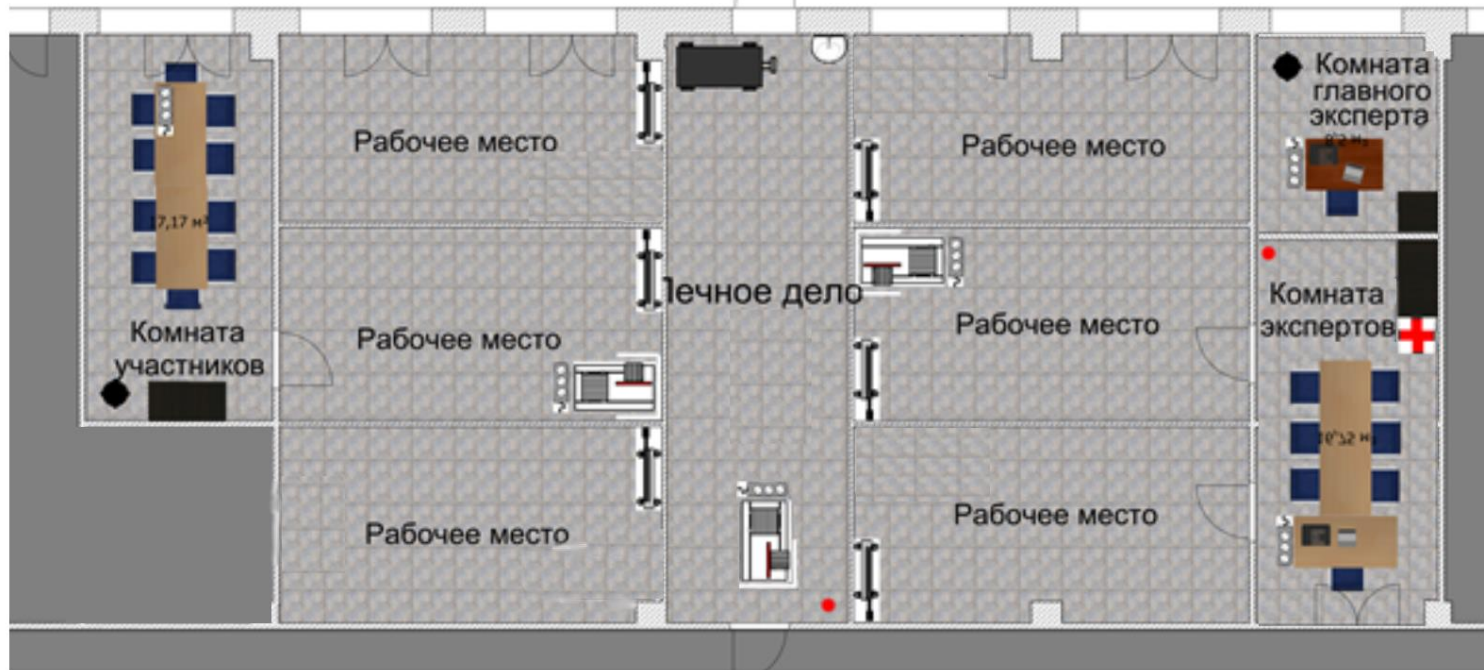 Комната
главного
эксперта
Рабочее место
Рабочее место
17,17 м²
Печное дело
Комната
экспертов
Рабочее место
Рабочее место
Комната
участников
Рабочее место
Рабочее место